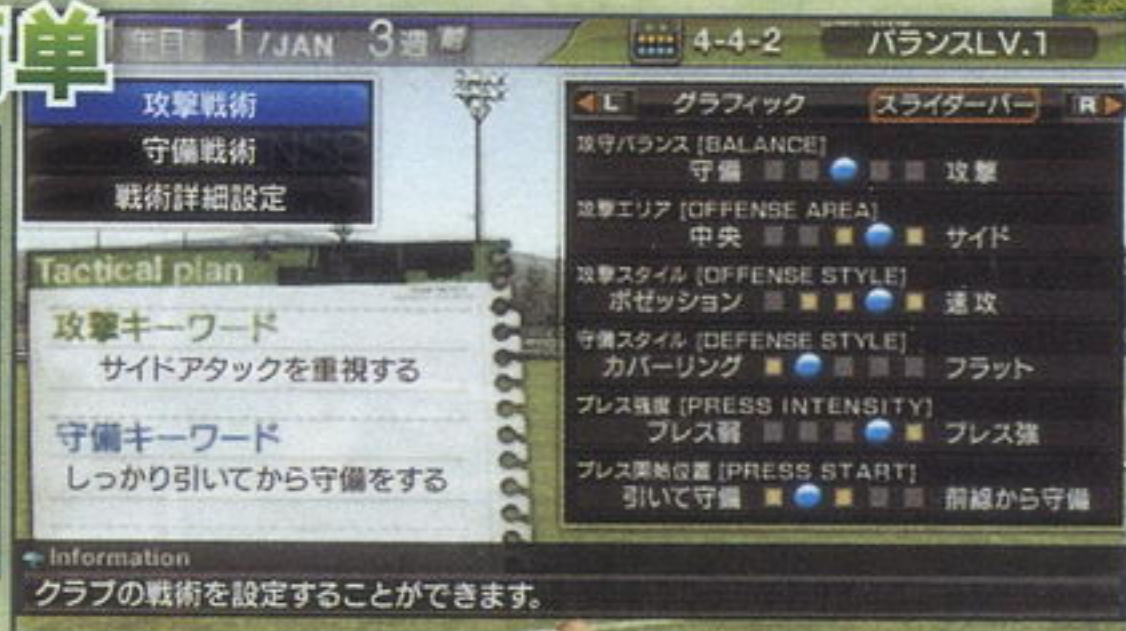 単
年目 1/JAN 3週 前
4-4-2 バランスLV.1
攻撃戦術
守備戦術
戦術詳細設定
Tactical plan
攻撃キーワード
サイドアタックを重視する
守備キーワード
しっかり引いてから守備をする
L グラフィック スライダーバー R
攻守バランス [BALANCE]
守備 攻撃
攻撃エリア [OFFENSE AREA]
中央 サイド
攻撃スタイル [OFFENSE STYLE]
ポゼッション 速攻
守備スタイル [DEFENSE STYLE]
カバーリング フラット
プレス強度 [PRESS INTENSITY]
プレス弱 プレス強
プレス開始位置 [PRESS START]
引いて守備 前線から守備
Information
クラブの戦術を設定することができます。